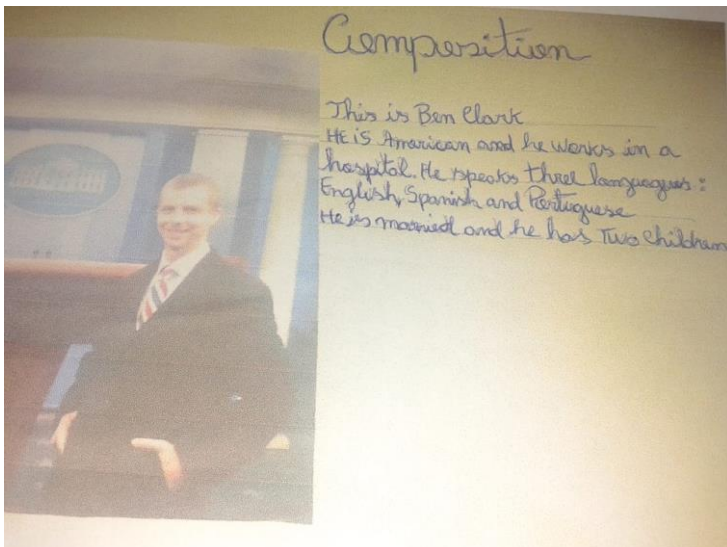 Composition
This is Ben Clark
He is American and he works in a
hospital. He speaks three languages:
English, Spanish and Portuguese
He is married and he has Two children